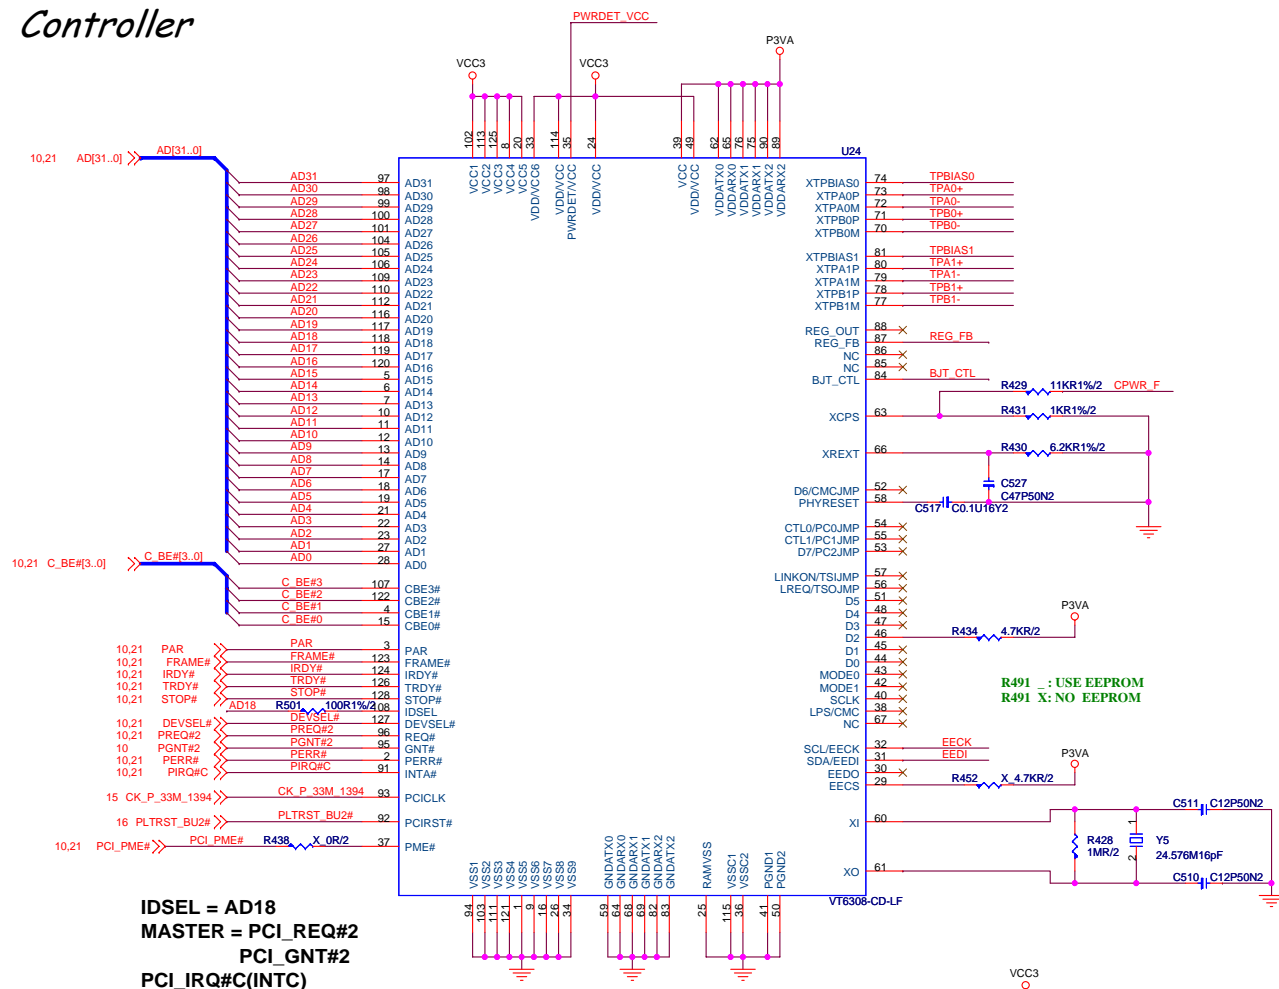 Controller
PWRDET_VCC
P3VA
VCC3
VCC3
102
113
125
8
20
33
114
35
24
39
49
62
65
76
75
90
89
U24
VCC1
VCC2
VCC3
VCC4
VCC5
VDD/VCC6
VDD/VCC
PWRDET/VCC
VDD/VCC
VCC
VDD/VCC
VDDATX0
VDDARX0
VDDATX1
VDDARX1
VDDATX2
VDDARX2
10,21 AD[31..0] AD[31..0]
AD31 97 AD31
AD30 98 AD30
AD29 99 AD29
AD28 100 AD28
AD27 101 AD27
AD26 104 AD26
AD25 105 AD25
AD24 106 AD24
AD23 109 AD23
AD22 110 AD22
AD21 112 AD21
AD20 116 AD20
AD19 117 AD19
AD18 118 AD18
AD17 119 AD17
AD16 120 AD16
AD15 5 AD15
AD14 6 AD14
AD13 7 AD13
AD12 10 AD12
AD11 11 AD11
AD10 12 AD10
AD9 13 AD9
AD8 14 AD8
AD7 17 AD7
AD6 18 AD6
AD5 19 AD5
AD4 21 AD4
AD3 22 AD3
AD2 23 AD2
AD1 27 AD1
AD0 28 AD0
10,21 C_BE#[3..0] C_BE#[3..0]
C_BE#3 107 CBE3#
C_BE#2 122 CBE2#
C_BE#1 4 CBE1#
C_BE#0 15 CBE0#
10,21 PAR PAR 3 PAR
10,21 FRAME# FRAME# 123 FRAME#
10,21 IRDY# IRDY# 124 IRDY#
10,21 TRDY# TRDY# 126 TRDY#
10,21 STOP# STOP# 128 STOP#
AD18 R501 100R1%/2 108 IDSEL
10,21 DEVSEL# DEVSEL# 127 DEVSEL#
10,21 PREQ#2 PREQ#2 96 REQ#
10 PGNT#2 PGNT#2 95 GNT#
10,21 PERR# PERR# 2 PERR#
10,21 PIRQ#C PIRQ#C 91 INTA#
15 CK_P_33M_1394 CK_P_33M_1394 93 PCICLK
16 PLTRST_BU2# PLTRST_BU2# 92 PCIRST#
10,21 PCI_PME# PCI_PME# R438 X_0R/2 37 PME#
XTPBIAS0 74 TPBIAS0
XTPA0P 73 TPA0+
XTPA0M 72 TPA0-
XTPB0P 71 TPB0+
XTPB0M 70 TPB0-
XTPBIAS1 81 TPBIAS1
XTPA1P 80 TPA1+
XTPA1M 79 TPA1-
XTPB1P 78 TPB1+
XTPB1M 77 TPB1-
REG_OUT 88
REG_FB 87 REG_FB
NC 86
NC 85
BJT_CTL 84 BJT_CTL
R429 11KR1%/2 CPWR_F
XCPS 63 R431 1KR1%/2
XREXT 66 R430 6.2KR1%/2
C527
C47P50N2
D6/CMCJMP 52
PHYRESET 58 C517 C0.1U16Y2
CTL0/PC0JMP 54
CTL1/PC1JMP 55
D7/PC2JMP 53
LINKON/TSIJMP 57
LREQ/TSOJMP 56
D5 51
D4 48
D3 47
D2 46 R434 4.7KR/2 P3VA
D1 45
D0 44
MODE0 43
MODE1 42
SCLK 40
LPS/CMC 38
NC 67
R491 _ : USE EEPROM
R491 X: NO EEPROM
SCL/EECK 32 EECK
SDA/EEDI 31 EEDI
EEDO 30
EECS 29 R452 X_4.7KR/2 P3VA
XI 60
C511 C12P50N2
R428
1MR/2
1
2
Y5
24.576M16pF
XO 61
C510 C12P50N2
VSS1
VSS2
VSS3
VSS4
VSS5
VSS6
VSS7
VSS8
VSS9
GNDATX0
GNDARX0
GNDARX1
GNDATX1
GNDARX2
GNDATX2
RAMVSS
VSSC1
VSSC2
PGND1
PGND2
VT6308-CD-LF
94
103
111
121
1
9
16
26
34
59
64
68
69
82
83
25
115
36
41
50
IDSEL = AD18
MASTER = PCI_REQ#2
PCI_GNT#2
PCI_IRQ#C(INTC)
VCC3